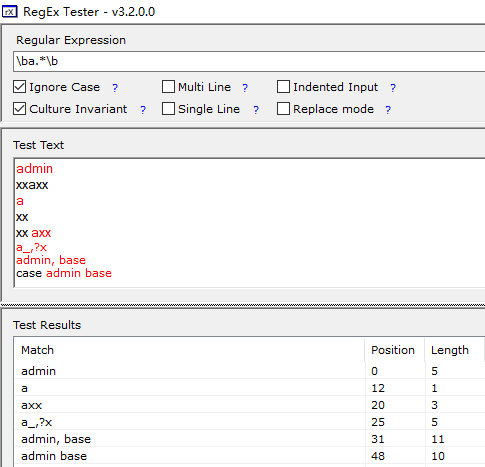 rX RegEx Tester - v3.2.0.0
Regular Expression
\ba.*\b
Ignore Case ? Multi Line ? Indented Input ?
Culture Invariant ? Single Line ? Replace mode ?
Test Text
admin
xxaxx
a
xx
xx axx
a_,?x
admin, base
case admin base
Test Results
Match Position Length
admin 0 5
a 12 1
axx 20 3
a_,?x 25 5
admin, base 31 11
admin base 48 10